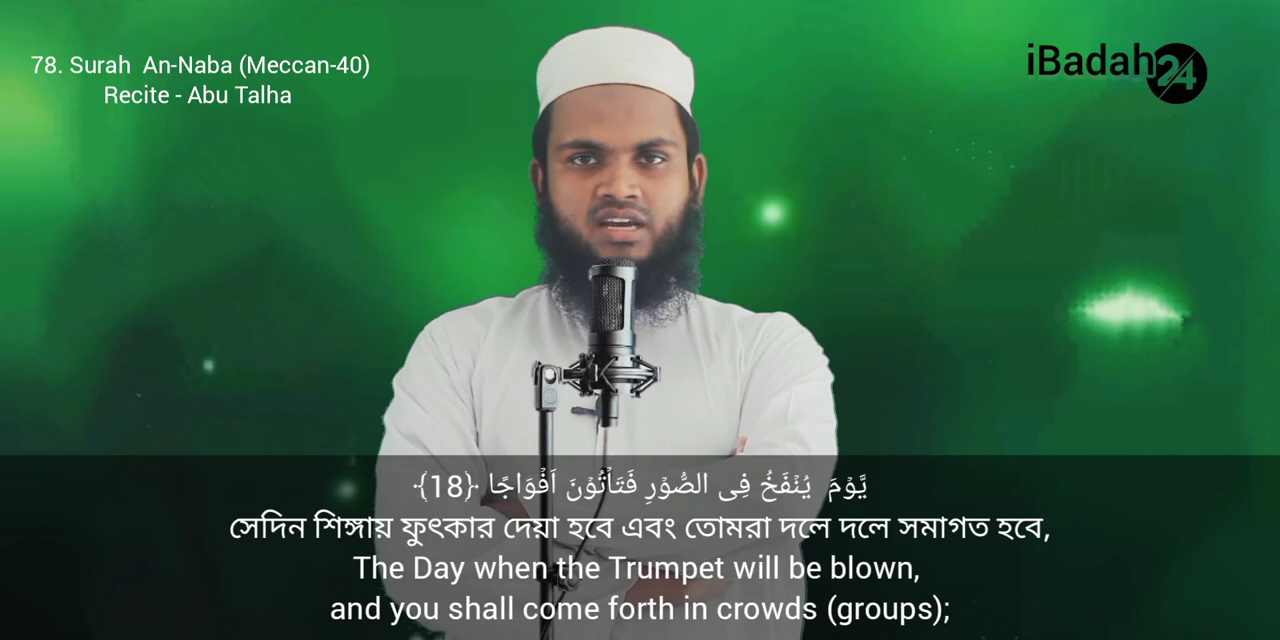 78. Surah An-Naba (Meccan-40)
Recite - Abu Talha
iBadah24
یَّوْمَ یُنْفَخُ فِی الصُّوْرِ فَتَاْتُوْنَ اَفْوَاجًا ﴿18﴾
সেদিন শিঙ্গায় ফুৎকার দেয়া হবে এবং তোমরা দলে দলে সমাগত হবে,
The Day when the Trumpet will be blown,
and you shall come forth in crowds (groups);